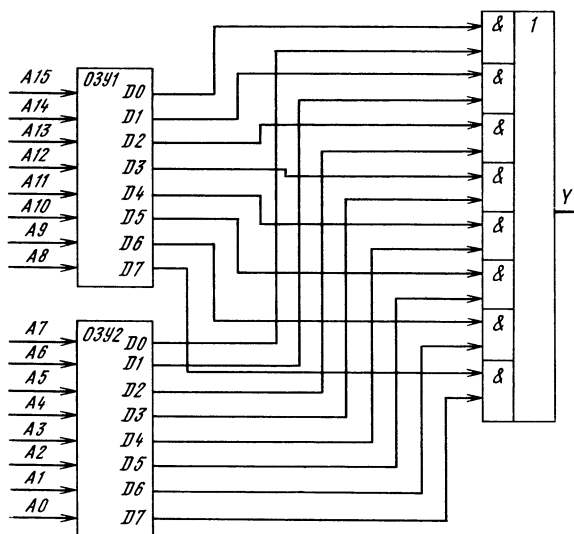 ОЗУ1
A15
A14
A13
A12
A11
A10
A9
A8
D0
D1
D2
D3
D4
D5
D6
D7
ОЗУ2
A7
A6
A5
A4
A3
A2
A1
A0
D0
D1
D2
D3
D4
D5
D6
D7
& 1
&
&
&
&
&
&
&
Y